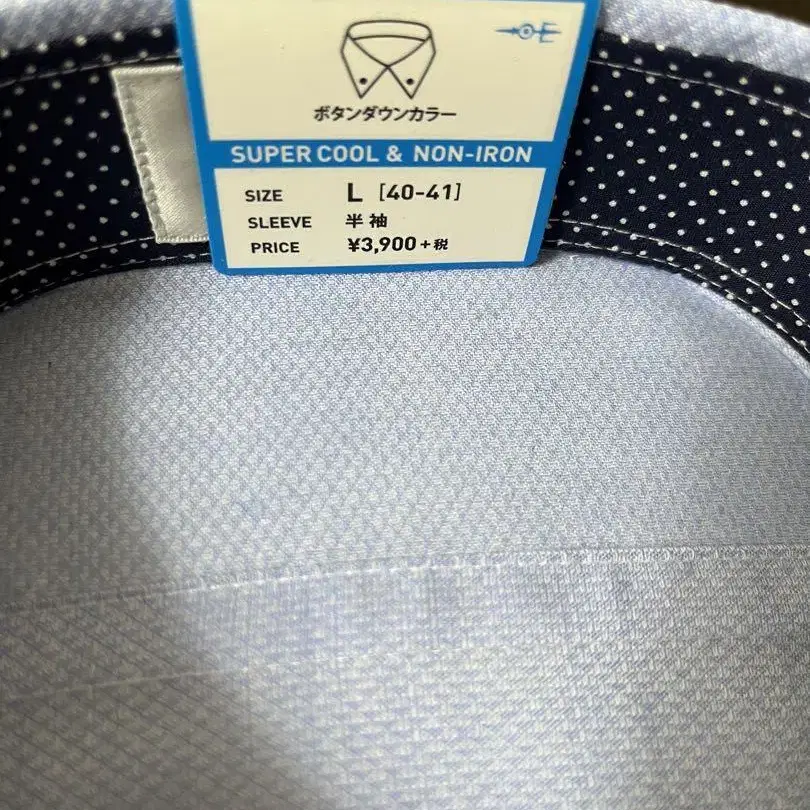 E
ボタンダウンカラー
SUPER COOL & NON-IRON
SIZE L [40-41]
SLEEVE 半袖
PRICE ¥3,900+税